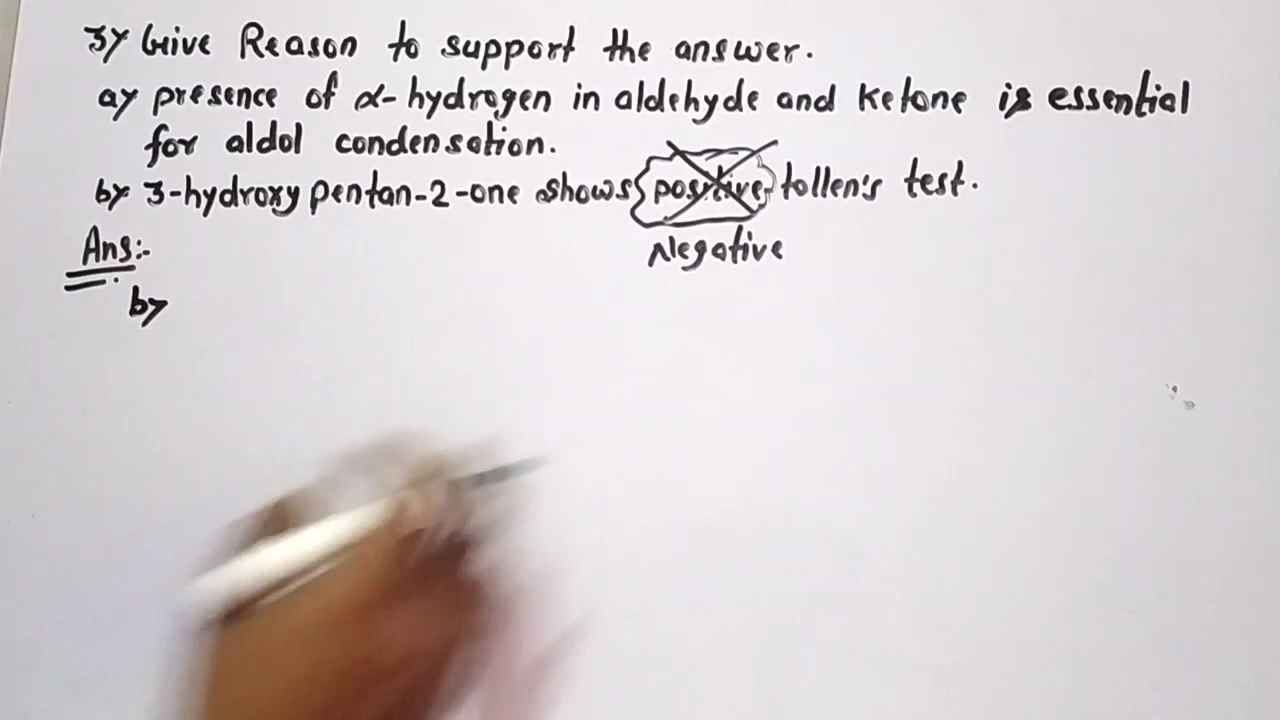 3) Give Reason to support the answer.
a) presence of α-hydrogen in aldehyde and ketone is essential
for aldol condensation.
b) 3-hydroxy pentan-2-one shows positive tollen's test.
Negative
Ans:-
b)